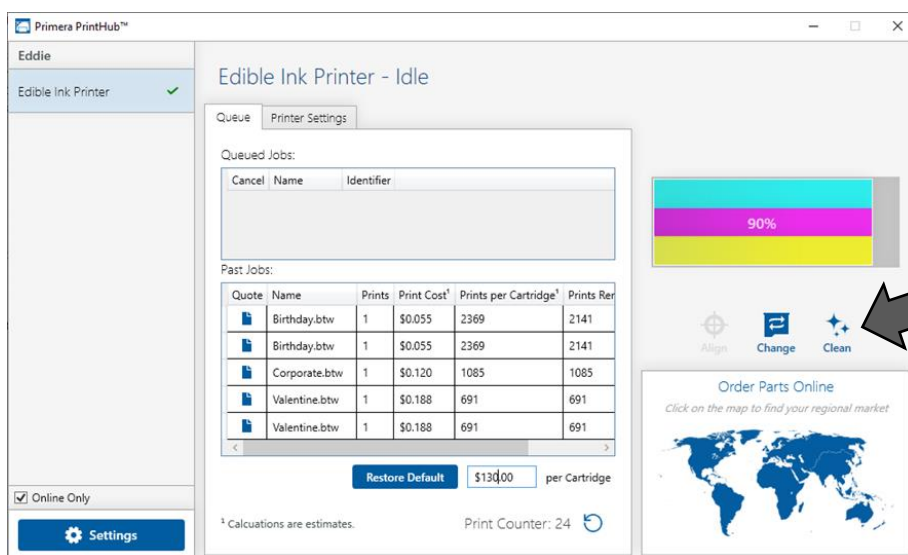 Primera PrintHub™
Eddie
Edible Ink Printer
Edible Ink Printer - Idle
Queue Printer Settings
Queued Jobs:
Cancel Name Identifier
90%
Past Jobs:
Quote Name Prints Print Cost¹ Prints per Cartridge¹ Prints Rer
Birthday.btw 1 $0.055 2369 2141
Birthday.btw 1 $0.055 2369 2141
Corporate.btw 1 $0.120 1085 1085
Valentine.btw 1 $0.188 691 691
Valentine.btw 1 $0.188 691 691
Align Change Clean
Order Parts Online
Click on the map to find your regional market
Restore Default $130.00 per Cartridge
Online Only
Settings
¹ Calcuations are estimates.
Print Counter: 24